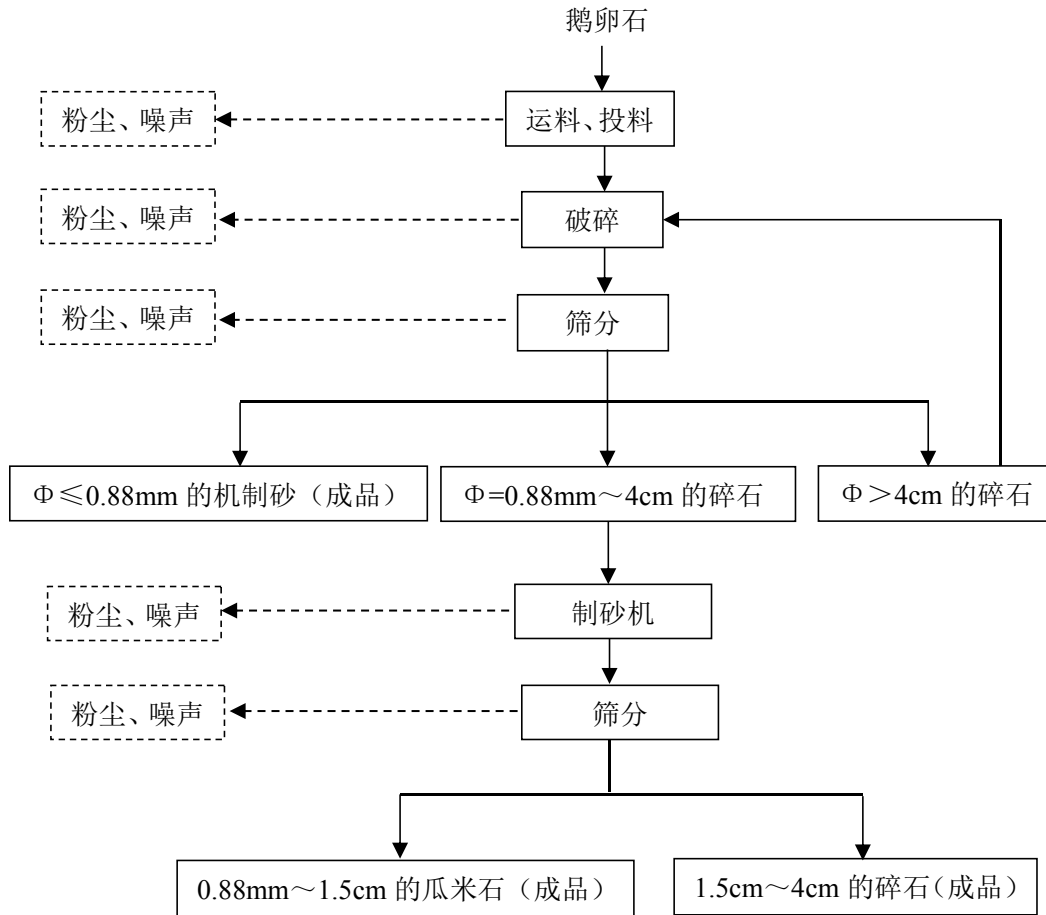 鹅卵石
粉尘、噪声
运料、投料
粉尘、噪声
破碎
粉尘、噪声
筛分
Φ≤0.88mm 的机制砂（成品）
Φ=0.88mm～4cm 的碎石
Φ＞4cm 的碎石
粉尘、噪声
制砂机
粉尘、噪声
筛分
0.88mm～1.5cm 的瓜米石（成品）
1.5cm～4cm 的碎石（成品）